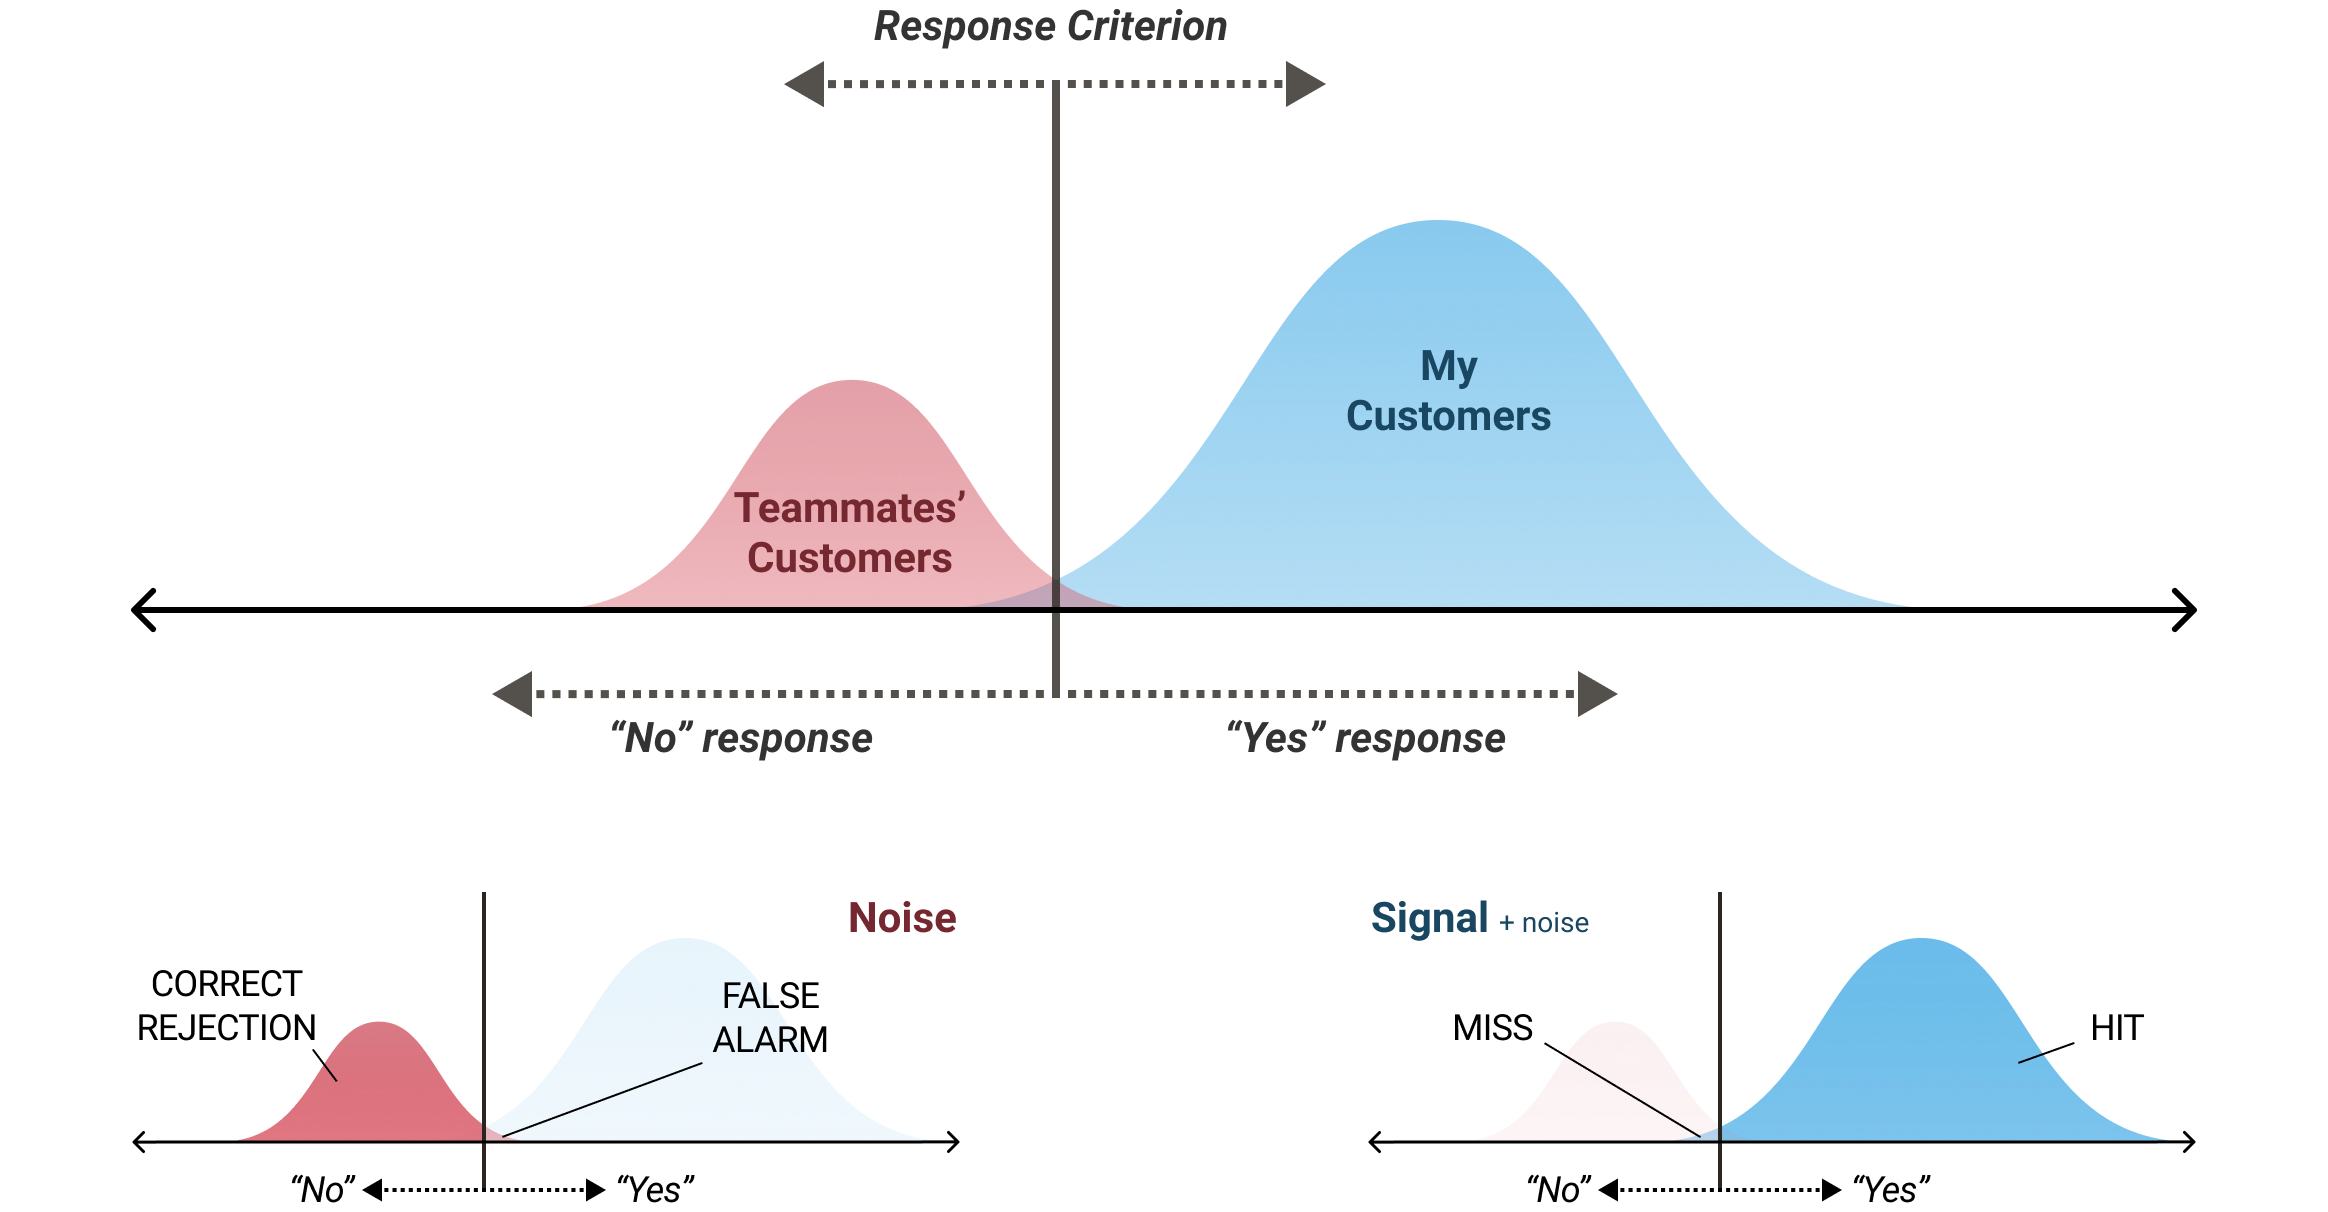 Response Criterion
My
Customers
Teammates’
Customers
“No” response
“Yes” response
Noise
CORRECT
REJECTION
FALSE
ALARM
“No”
“Yes”
Signal + noise
MISS
HIT
“No”
“Yes”